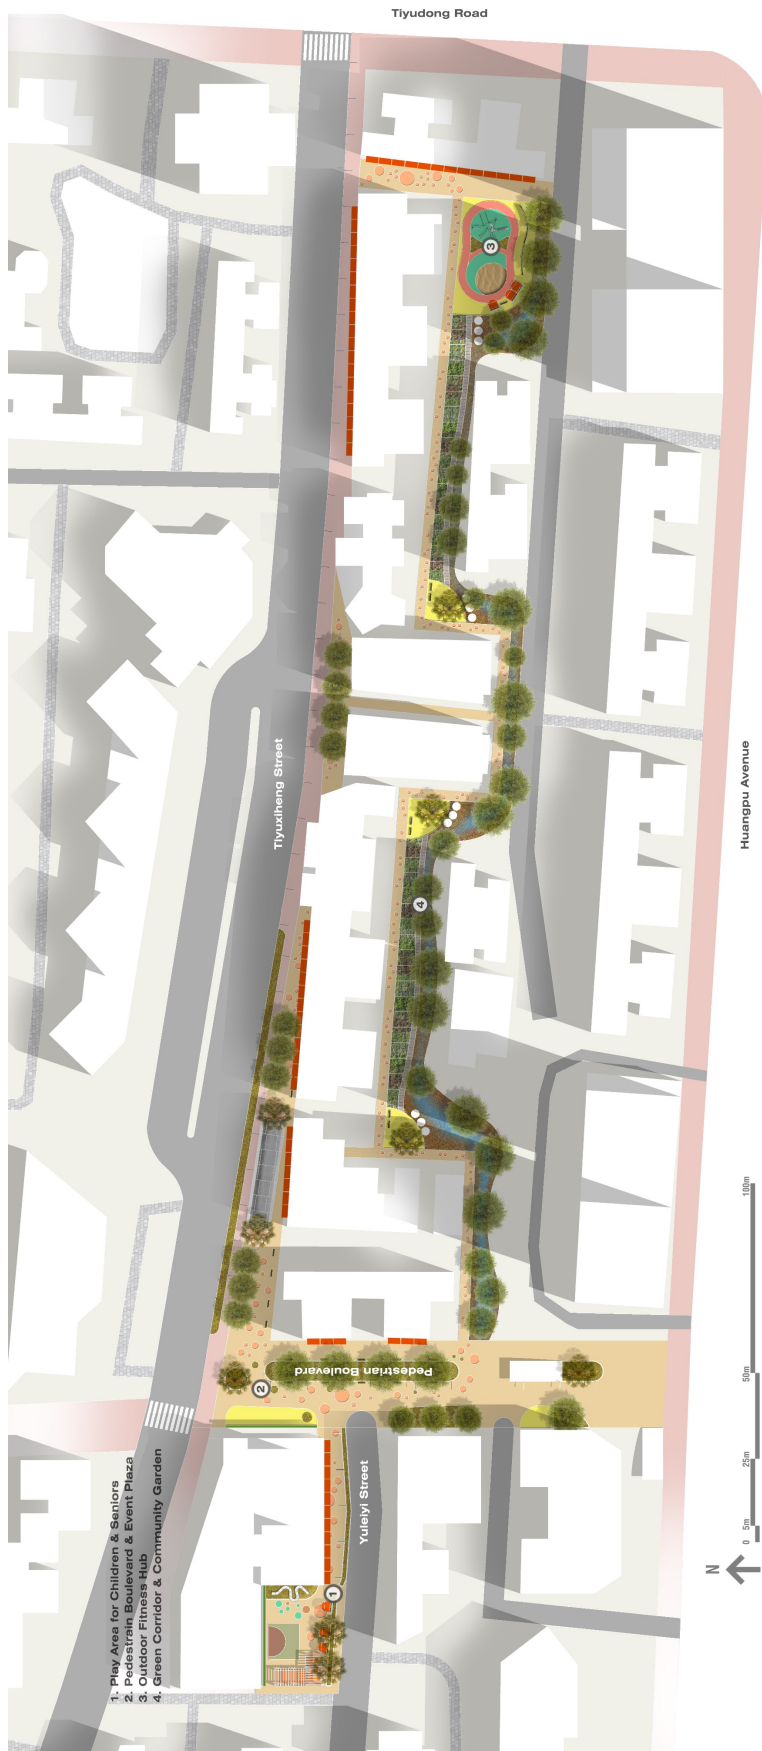 Tiyudong Road
Tiyuxiheng Street
Huangpu Avenue
3
4
Pedestrian Boulevard
2
Yuleiyi Street
1
1. Play Area for Children & Seniors
2. Pedestrain Boulevard & Event Plaza
3. Outdoor Fitness Hub
4. Green Corridor & Community Garden
0 5m 25m 50m 100m
N